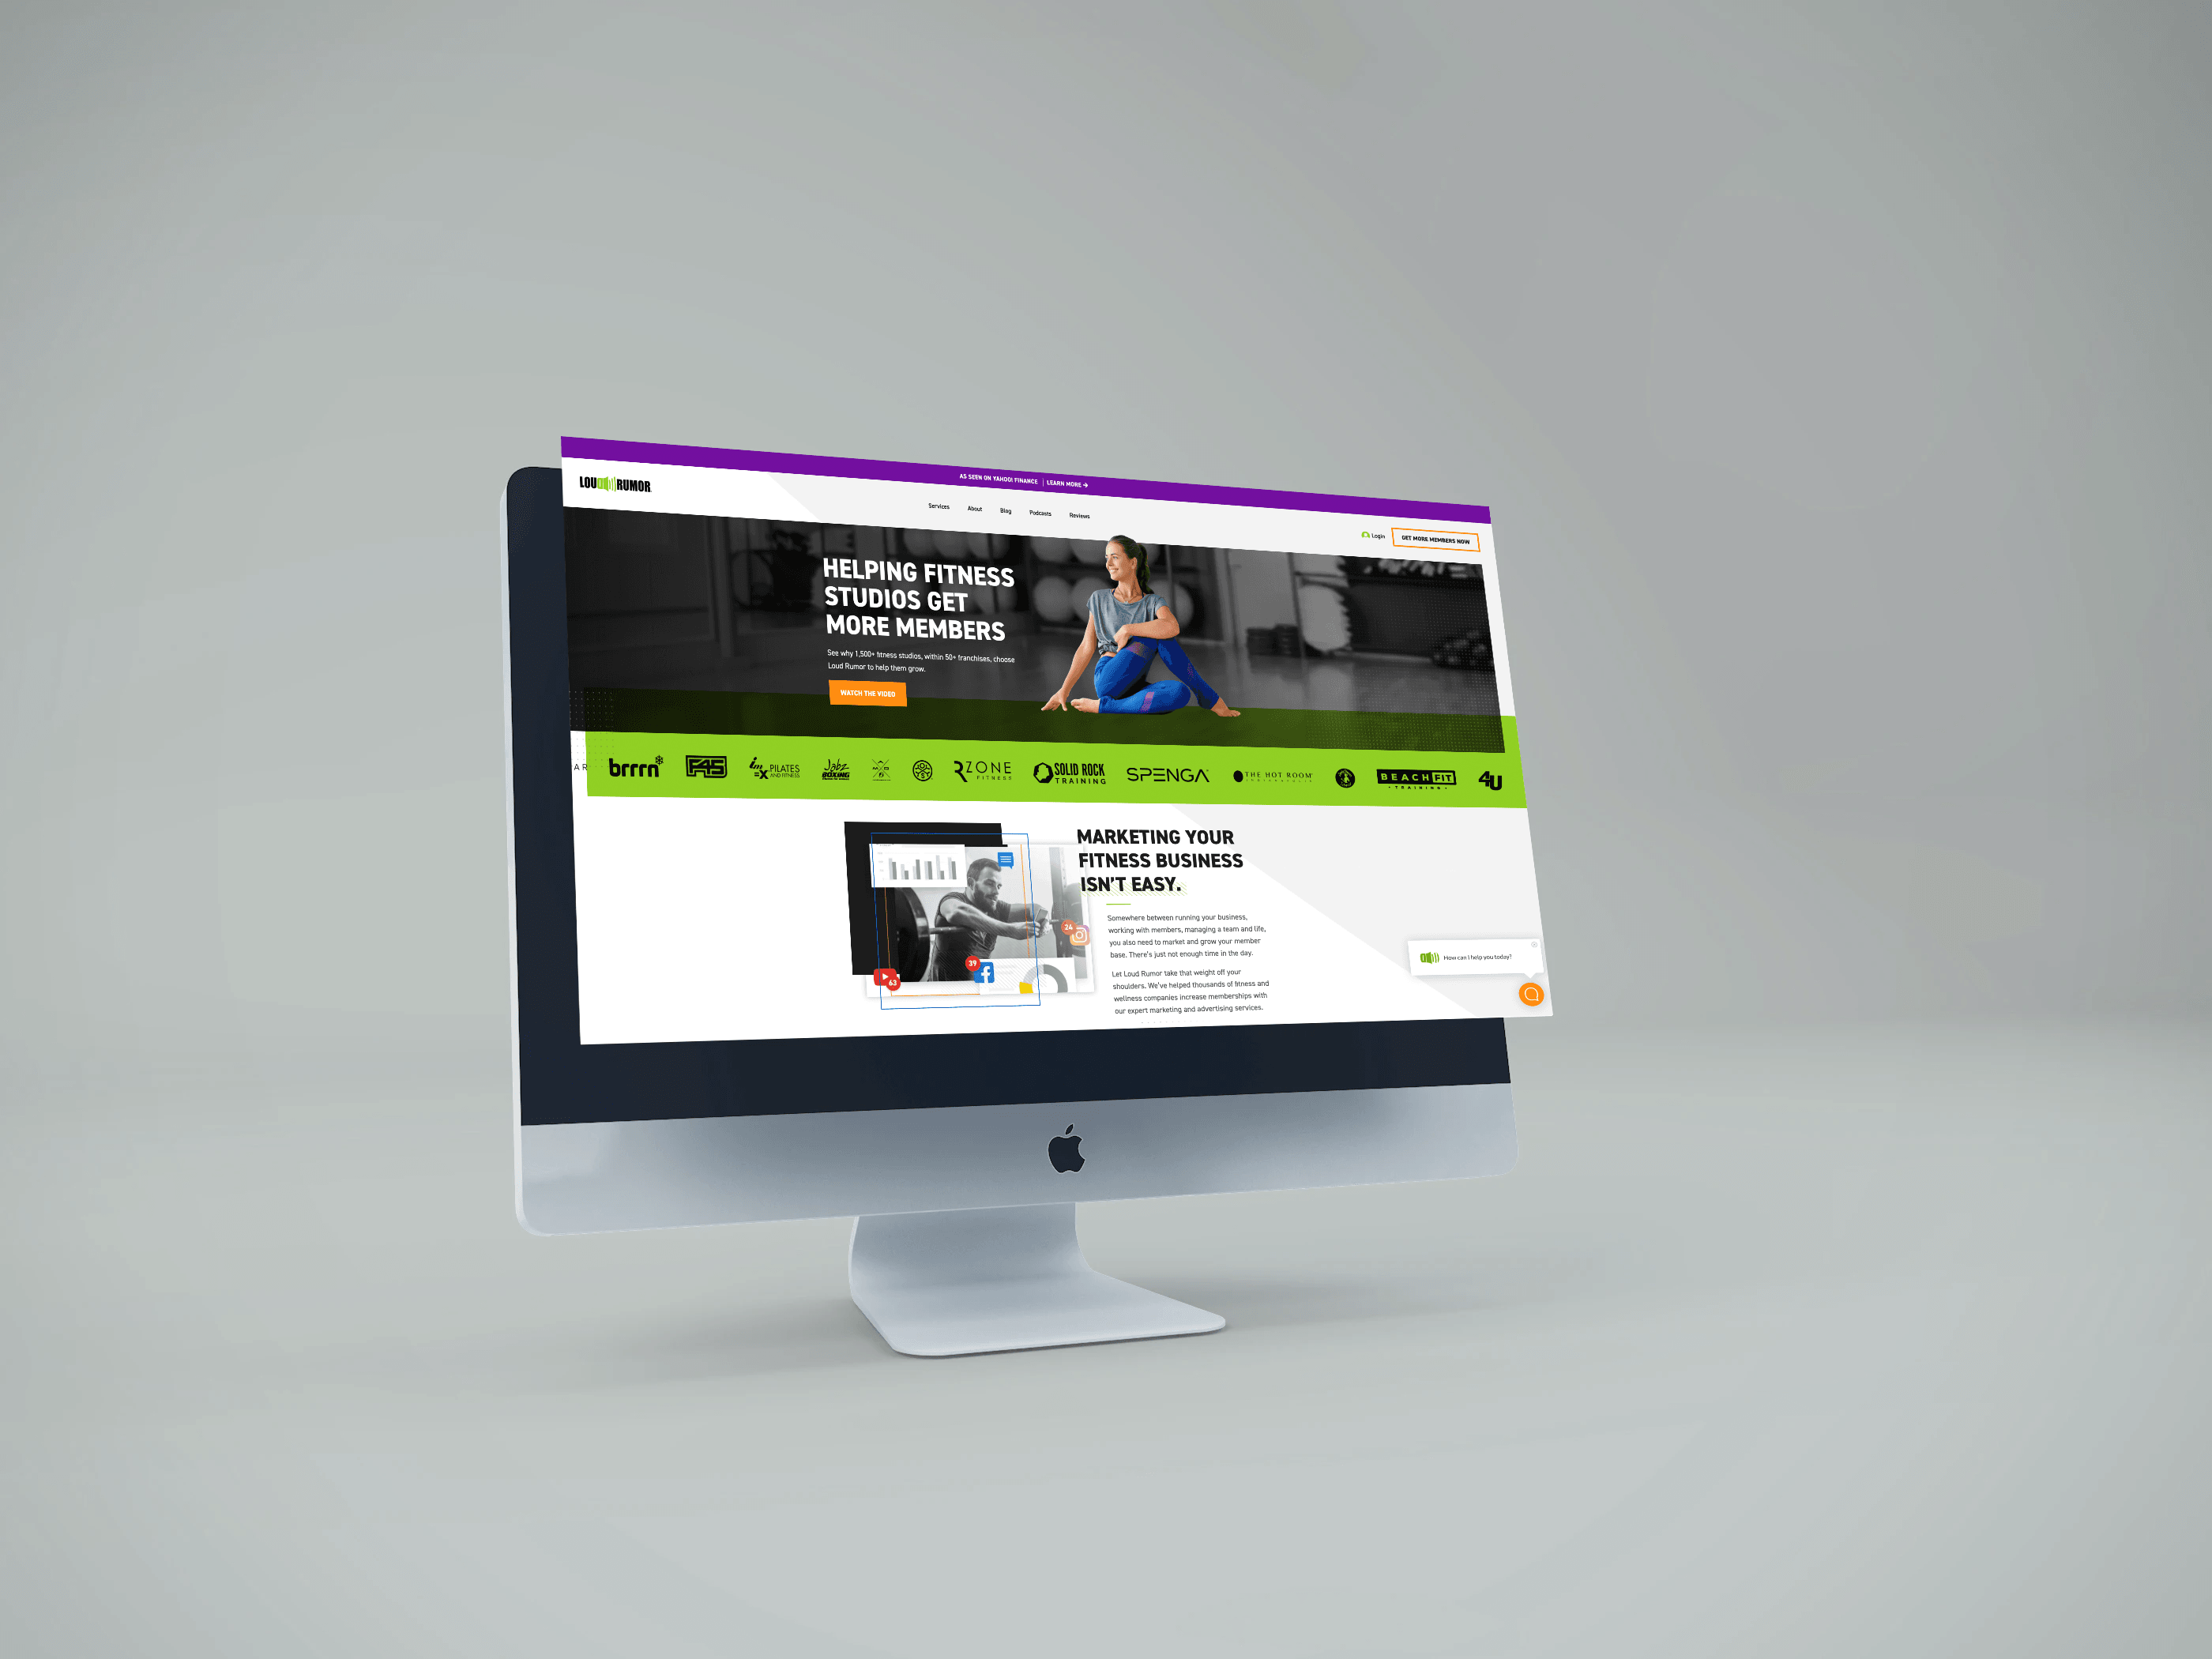 AS SEEN ON YAHOO! FINANCE | LEARN MORE →
LOUD RUMOR
Services About Blog Podcasts Reviews
Login
GET MORE MEMBERS NOW
HELPING FITNESS
STUDIOS GET
MORE MEMBERS
See why 1,500+ fitness studios, within 50+ franchises, choose
Loud Rumor to help them grow.
WATCH THE VIDEO
AR
brrrn
F45
imx PILATES
AND FITNESS
Jabz
BOXING
RZONE
FITNESS
SOLID ROCK
TRAINING
SPENGA
THE HOT ROOM
BEACH FIT
TRAINING
4U
MARKETING YOUR
FITNESS BUSINESS
ISN'T EASY.
Somewhere between running your business,
working with members, managing a team and life,
you also need to market and grow your member
base. There's just not enough time in the day.
Let Loud Rumor take that weight off your
shoulders. We've helped thousands of fitness and
wellness companies increase memberships with
our expert marketing and advertising services.
34
39
63
How can I help you today?